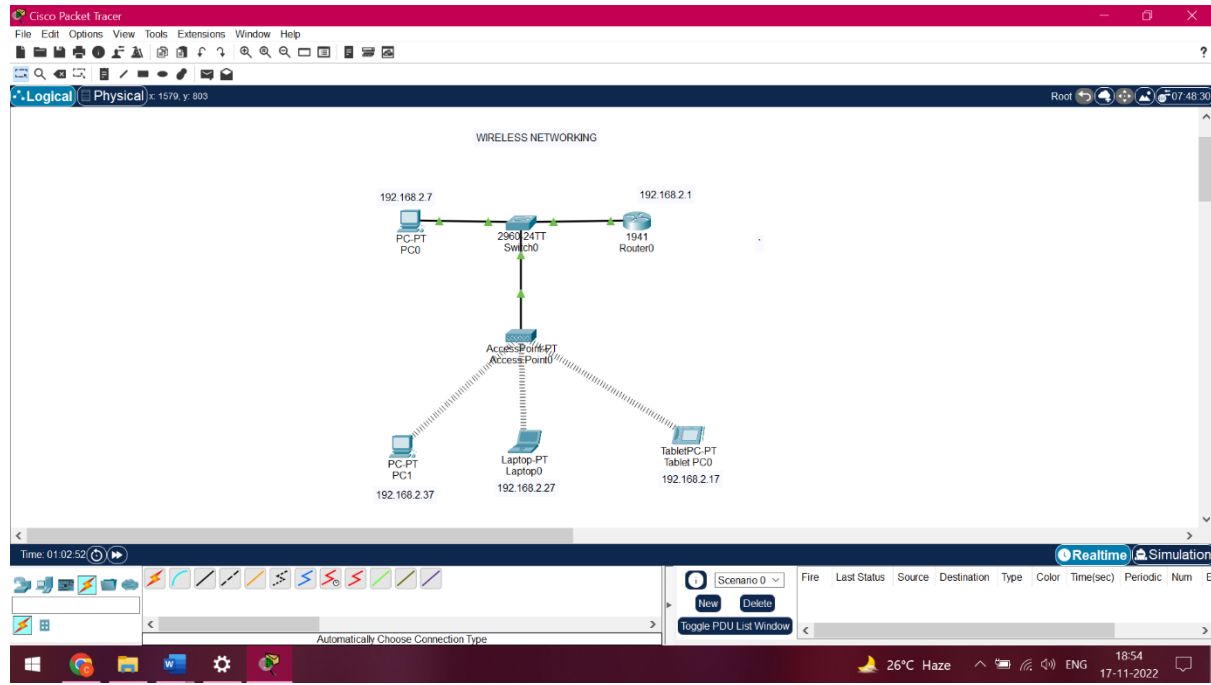 Cisco Packet Tracer
File Edit Options View Tools Extensions Window Help
?
Logical Physical x: 1579, y: 803 Root 07:48:30
WIRELESS NETWORKING
192.168.2.7 192.168.2.1
PC-PT 2960-24TT 1941
PC0 Switch0 Router0
AccessPoint-PT
Access Point0
PC-PT Laptop-PT TabletPC-PT
PC1 Laptop0 Tablet PC0
192.168.2.37 192.168.2.27 192.168.2.17
Time: 01:02:52 Realtime Simulation
Scenario 0 Fire Last Status Source Destination Type Color Time(sec) Periodic Num E
New Delete
Toggle PDU List Window
Automatically Choose Connection Type
26°C Haze ENG 18:54
17-11-2022